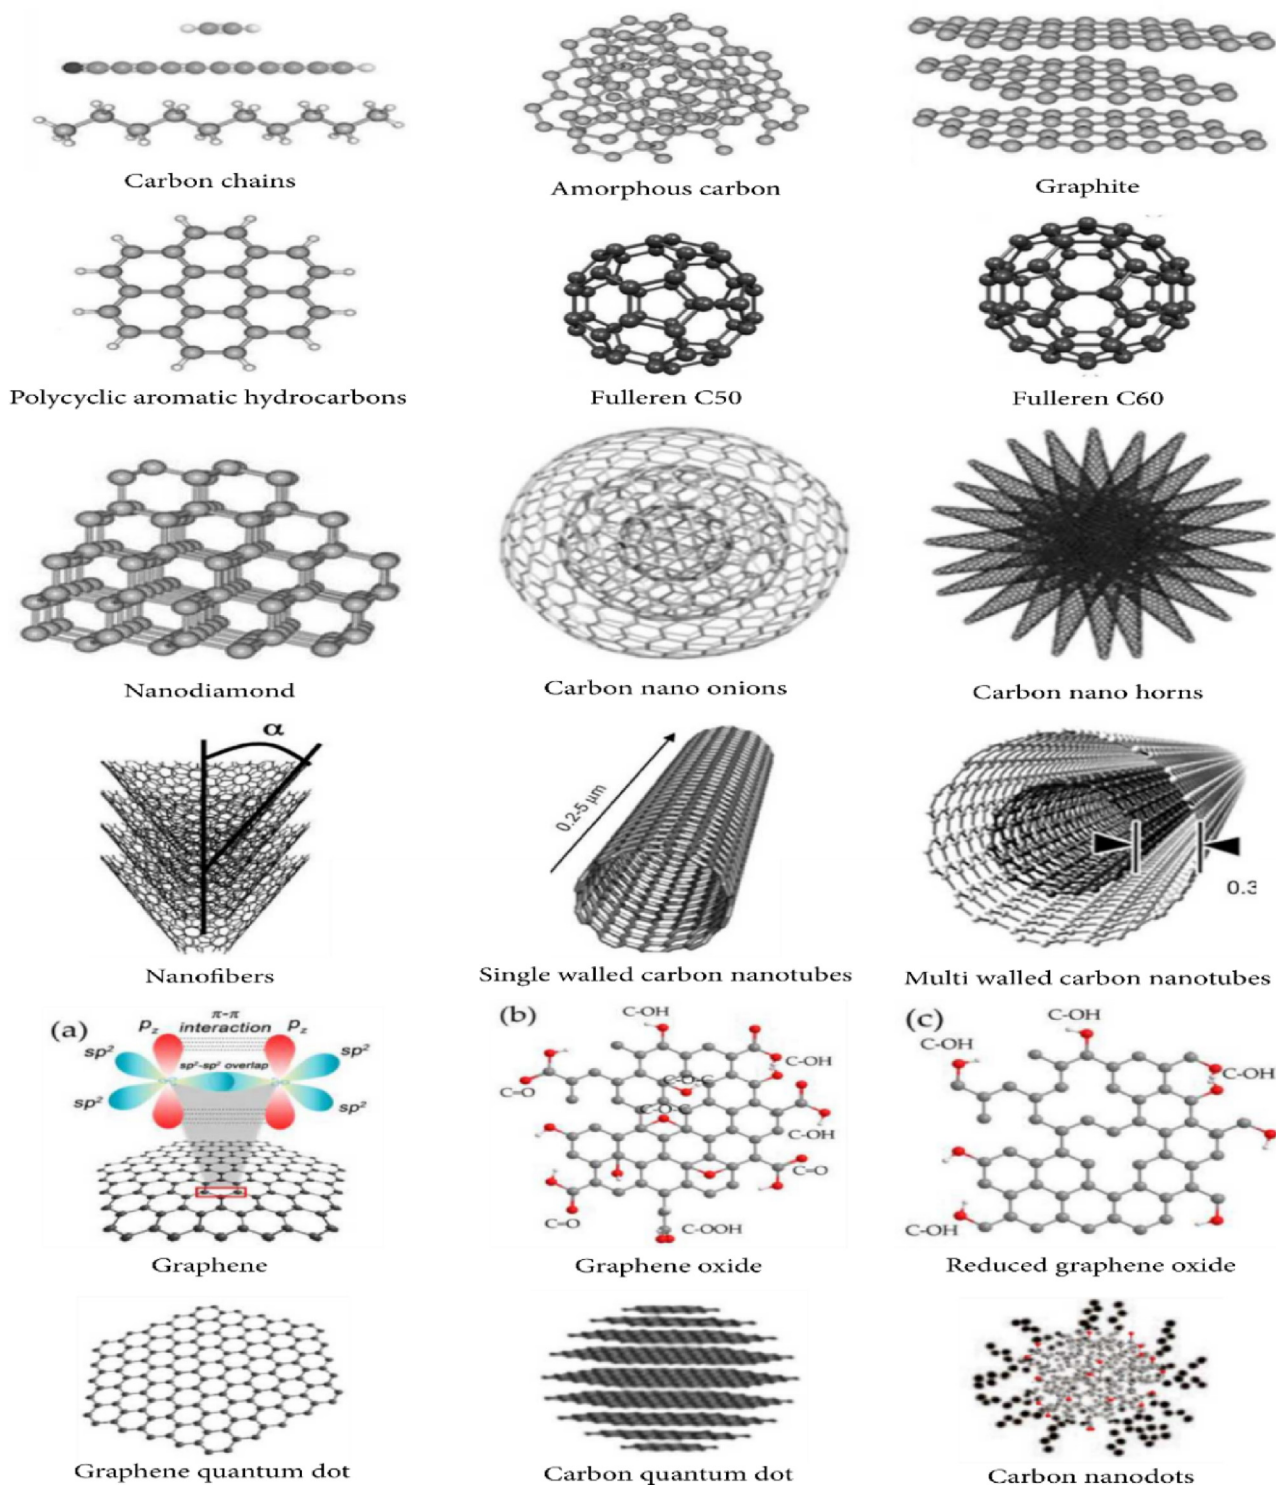 Carbon chains
Amorphous carbon
Graphite
Polycyclic aromatic hydrocarbons
Fulleren C50
Fulleren C60
Nanodiamond
Carbon nano onions
Carbon nano horns
α
0.2-5 µm
0.3
Nanofibers
Single walled carbon nanotubes
Multi walled carbon nanotubes
(a)
π-π
interaction
Pz
Pz
sp²
sp²
sp²-sp² overlap
sp²
sp²
(b)
C-OH
C-OH
C-O-C
C=O
C-O-C
C-OH
C=O
C=O
C-OOH
(c)
C-OH
C-OH
C-OH
C-OH
Graphene
Graphene oxide
Reduced graphene oxide
Graphene quantum dot
Carbon quantum dot
Carbon nanodots